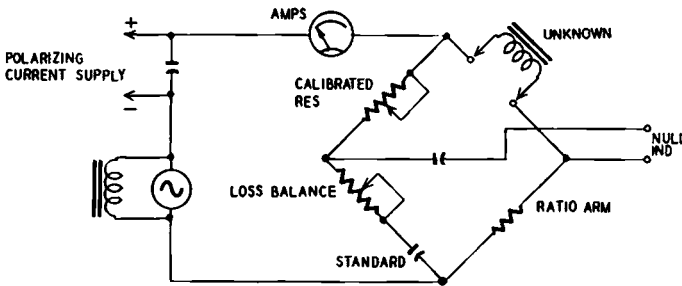 AMPS
+
POLARIZING
CURRENT SUPPLY
–
UNKNOWN
CALIBRATED
RES
NULL
IND
LOSS BALANCE
RATIO ARM
STANDARD